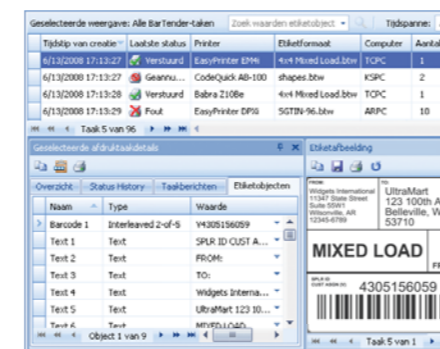 Geselecteerde weergave: Alle BarTender-taken Zoek waarden etiketobject Tijdspanne:
Tijdstip van creatie Laatste status Printer Etiketformaat Computer Aantal
6/13/2008 17:13:27 Verstuurd EasyPrinter EM4i 4x4 Mixed Load.btw TCPC 1
6/13/2008 17:13:27 Geannu... CodeQuick AB-100 shapes.btw KSPC 2
6/13/2008 17:13:28 Verstuurd Babra Z10Be 4x4 Mixed Load.btw TCPC 1
6/13/2008 17:13:29 Fout EasyPrinter DPXi SGTIN-96.btw ARPC 10
Taak 5 van 96
Geselecteerde afdruktaakdetails
Overzicht Status History Taakberichten Etiketobjecten
Naam Type Waarde
Barcode 1 Interleaved 2-of-5 V4305156059
Text 1 Text SPLR ID CUST A...
Text 2 Text FROM:
Text 3 Text TO:
Text 4 Text Widgets Interna...
Text 5 Text UltraMart 123 10...
Text 6 Text MIXED LOAD
Object 1 van 9
Etiketafbeelding
FROM:
Widgets International
11347 State Street
Suite 55W1
Wilsonville, AR
12345-6789
TO:
UltraMart
123 100th A
Belleville, W
53710
MIXED LOAD
FR
SPLR ID
CUST ASSGN (V)
4305156059
Taak 5 van 1